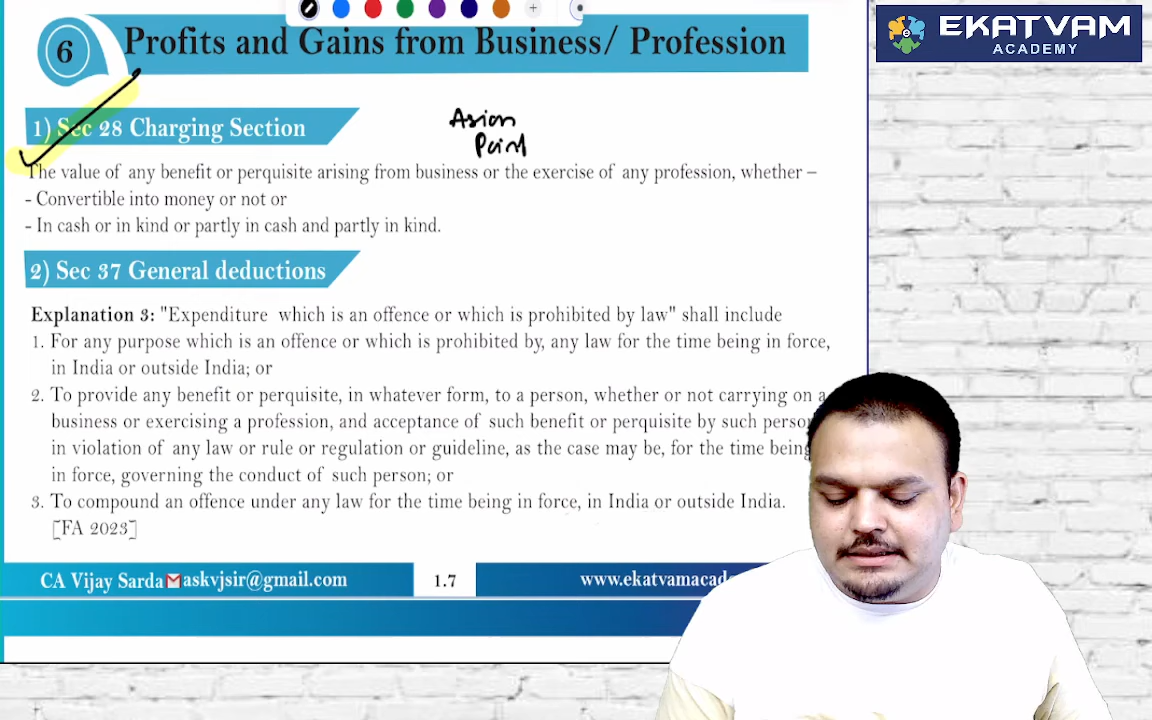 6 Profits and Gains from Business/ Profession
EKATVAM
ACADEMY
1) Sec 28 Charging Section
Asian
Paint
The value of any benefit or perquisite arising from business or the exercise of any profession, whether –
- Convertible into money or not or
- In cash or in kind or partly in cash and partly in kind.
2) Sec 37 General deductions
Explanation 3: "Expenditure which is an offence or which is prohibited by law" shall include
1. For any purpose which is an offence or which is prohibited by, any law for the time being in force,
in India or outside India; or
2. To provide any benefit or perquisite, in whatever form, to a person, whether or not carrying on a
business or exercising a profession, and acceptance of such benefit or perquisite by such person
in violation of any law or rule or regulation or guideline, as the case may be, for the time being
in force, governing the conduct of such person; or
3. To compound an offence under any law for the time being in force, in India or outside India.
[FA 2023]
CA Vijay Sarda askvjsir@gmail.com 1.7 www.ekatvamacad